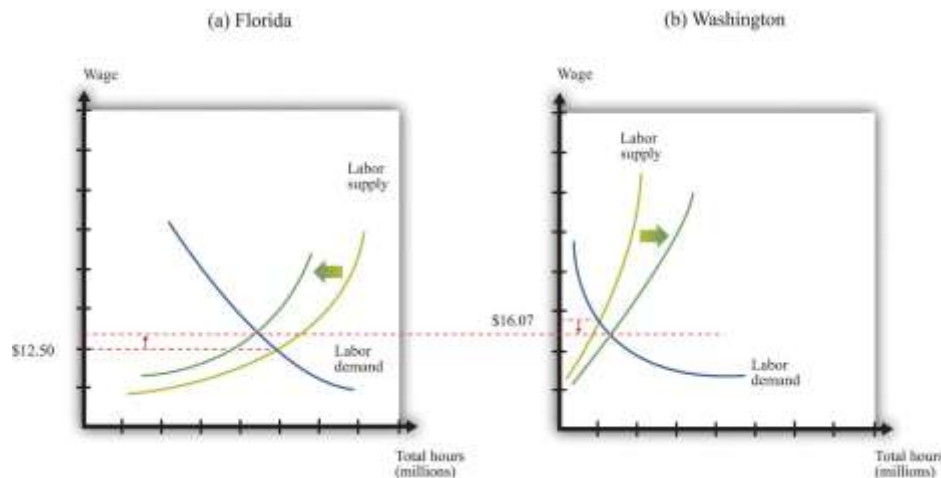 (a) Florida
Wage
Labor
supply
$12.50
Labor
demand
Total hours
(millions)
(b) Washington
Wage
Labor
supply
$16.07
Labor
demand
Total hours
(millions)